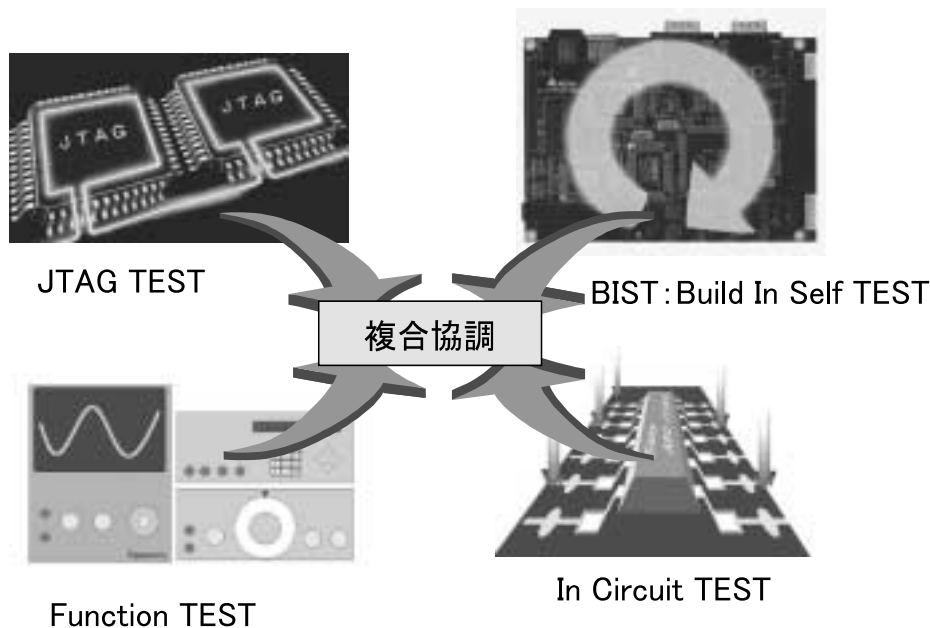 JTAG
JTAG
JTAG TEST
BIST:Build In Self TEST
複合協調
Function TEST
In Circuit TEST